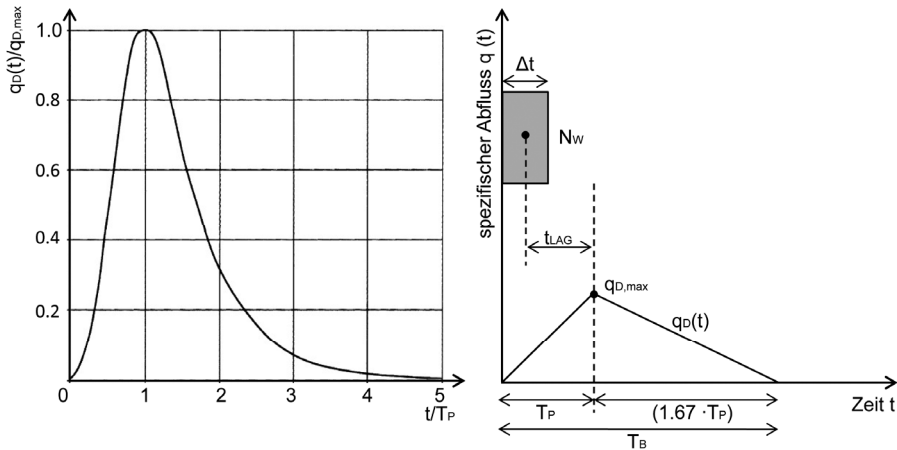 qD(t)/qD,max
1.0
0.8
0.6
0.4
0.2
0
1
2
3
4
5
t/TP
spezifischer Abfluss q (t)
Δt
NW
tLAG
qD,max
qD(t)
TP
(1.67 ·TP)
Zeit t
TB